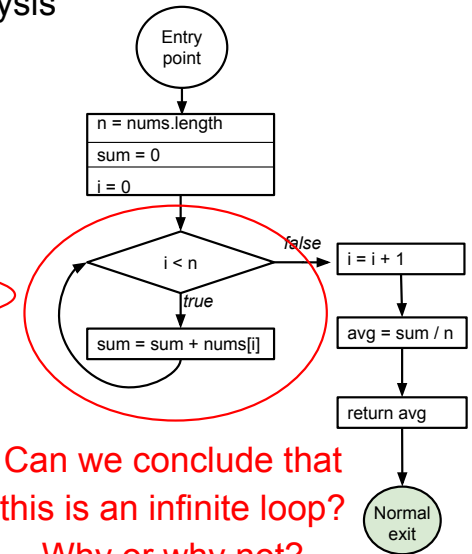 Entry
point
n = nums.length
sum = 0
i = 0
i < n
false
true
sum = sum + nums[i]
i = i + 1
avg = sum / n
return avg
Normal
exit
Can we conclude that
this is an infinite loop?
Why or why not?